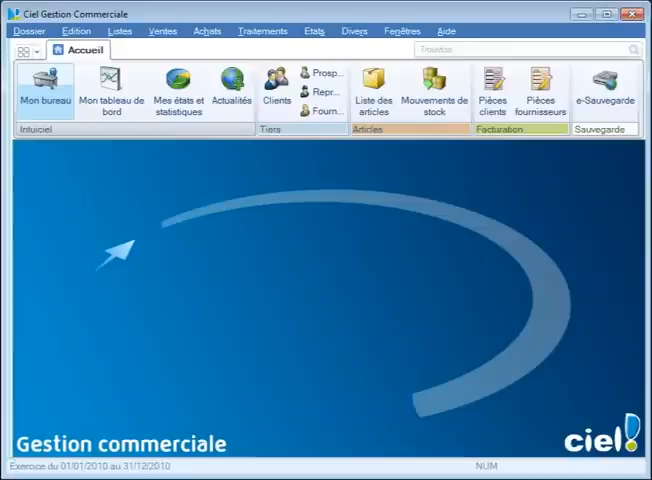 Ciel Gestion Commerciale
Dossier Edition Listes Ventes Achats Traitements Etats Divers Fenêtres Aide
Accueil
Mon bureau
Mon tableau de bord
Mes états et statistiques
Actualités
Intuiciel
Clients
Prosp...
Repr...
Fourn...
Tiers
Liste des articles
Mouvements de stock
Articles
Pièces clients
Pièces fournisseurs
Facturation
e-Sauvegarde
Sauvegarde
Gestion commerciale
ciel!
Exercice du 01/01/2010 au 31/12/2010
NUM